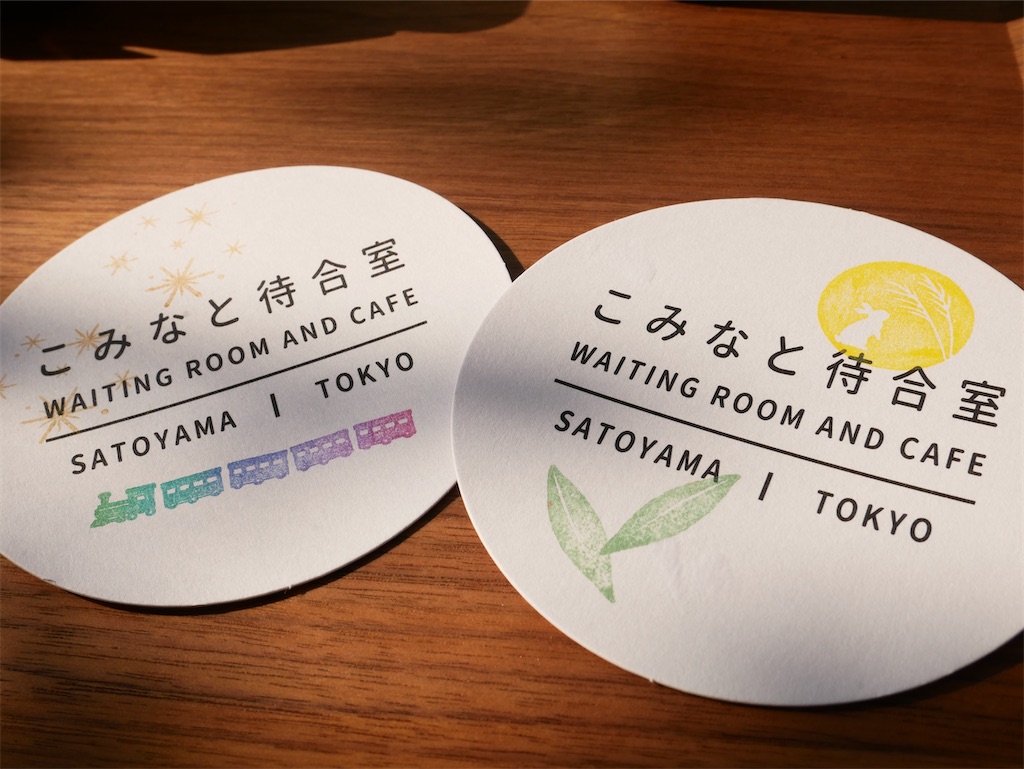 こみなと待合室
WAITING ROOM AND CAFE
SATOYAMA | TOKYO
こみなと待合室
WAITING ROOM AND CAFE
SATOYAMA | TOKYO